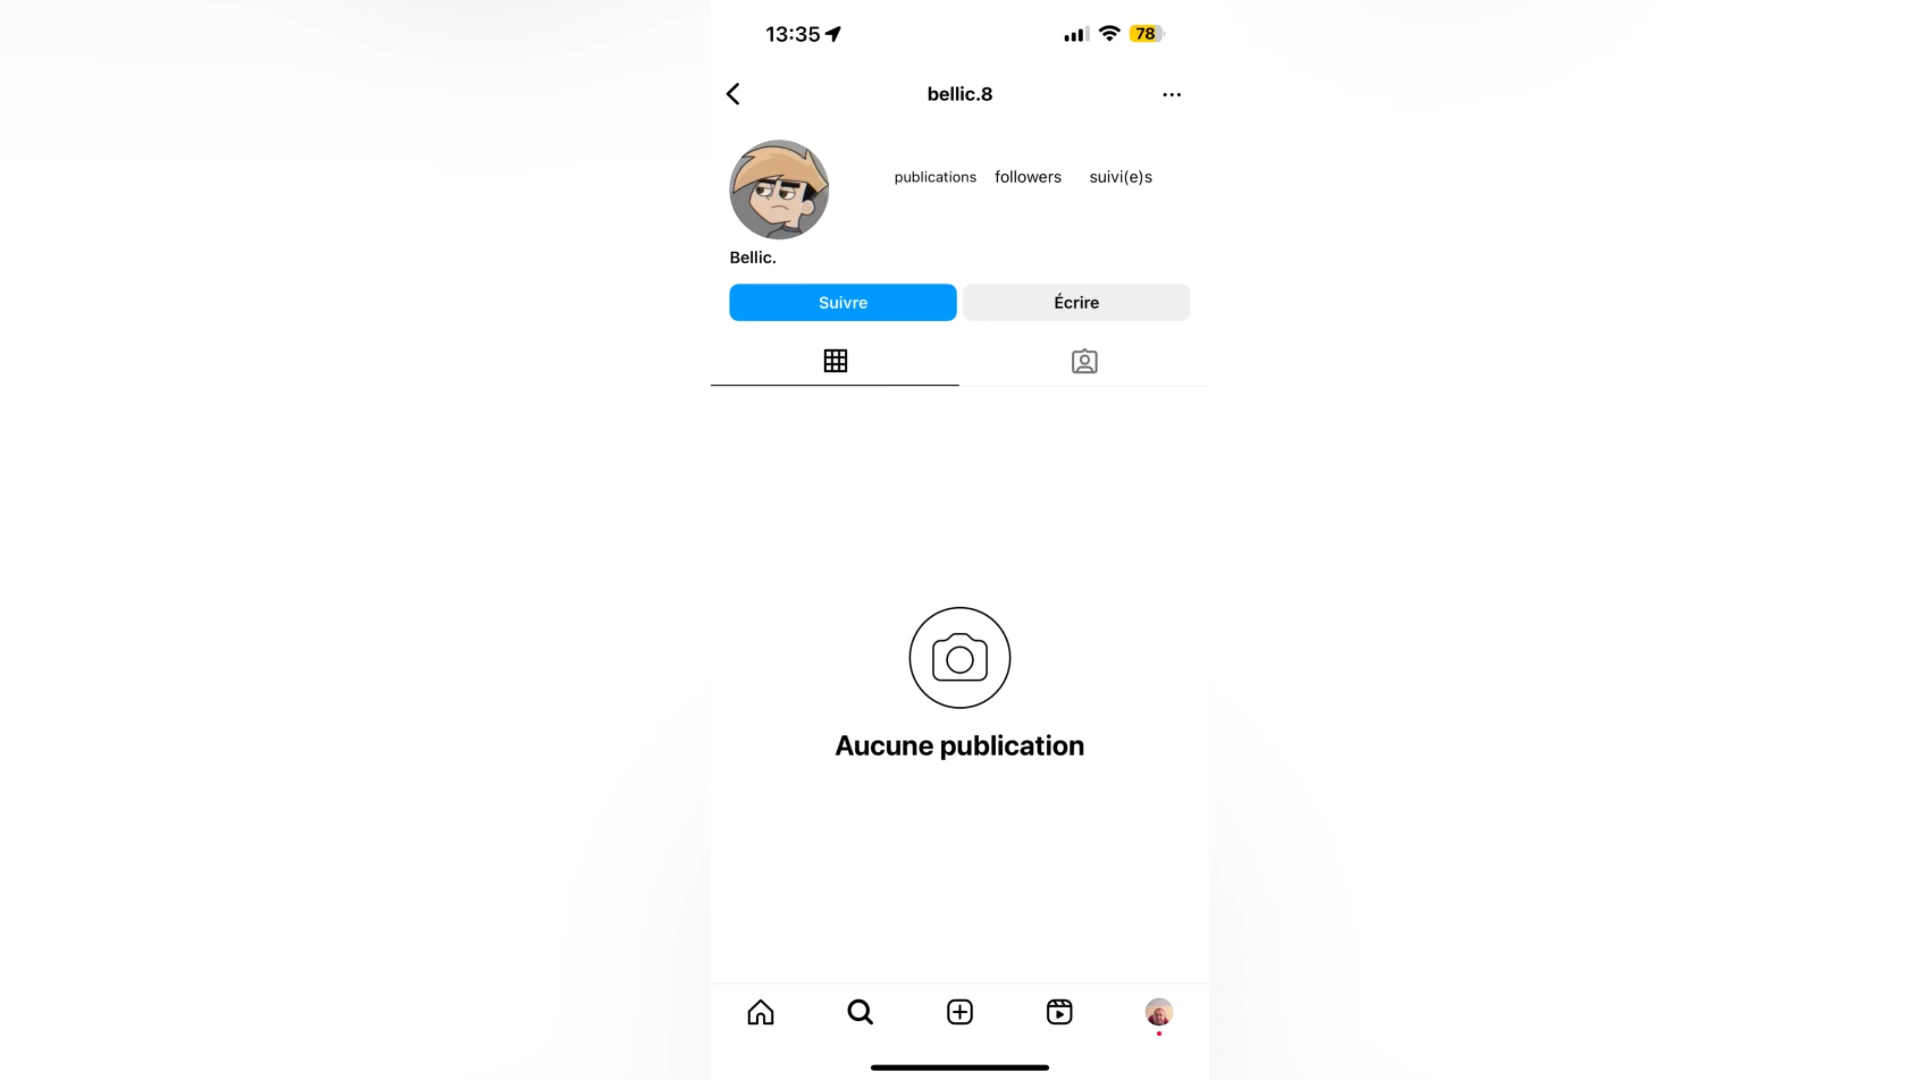 13:35
78
bellic.8
publications followers suivi(e)s
Bellic.
Suivre Écrire
Aucune publication